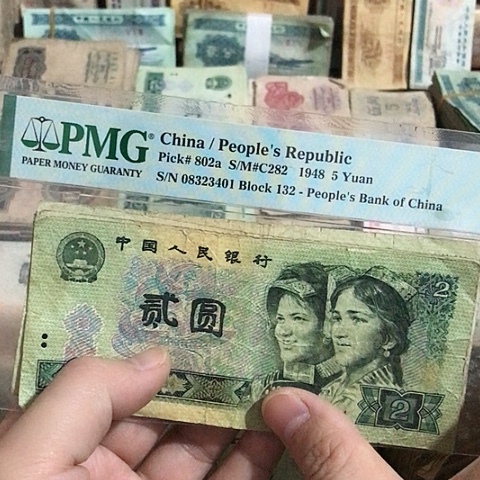 PMG®
PAPER MONEY GUARANTY
China / People's Republic
Pick# 802a S/M#C282 1948 5 Yuan
S/N 08323401 Block 132 - People's Bank of China
中国人民银行
贰圆
2
2